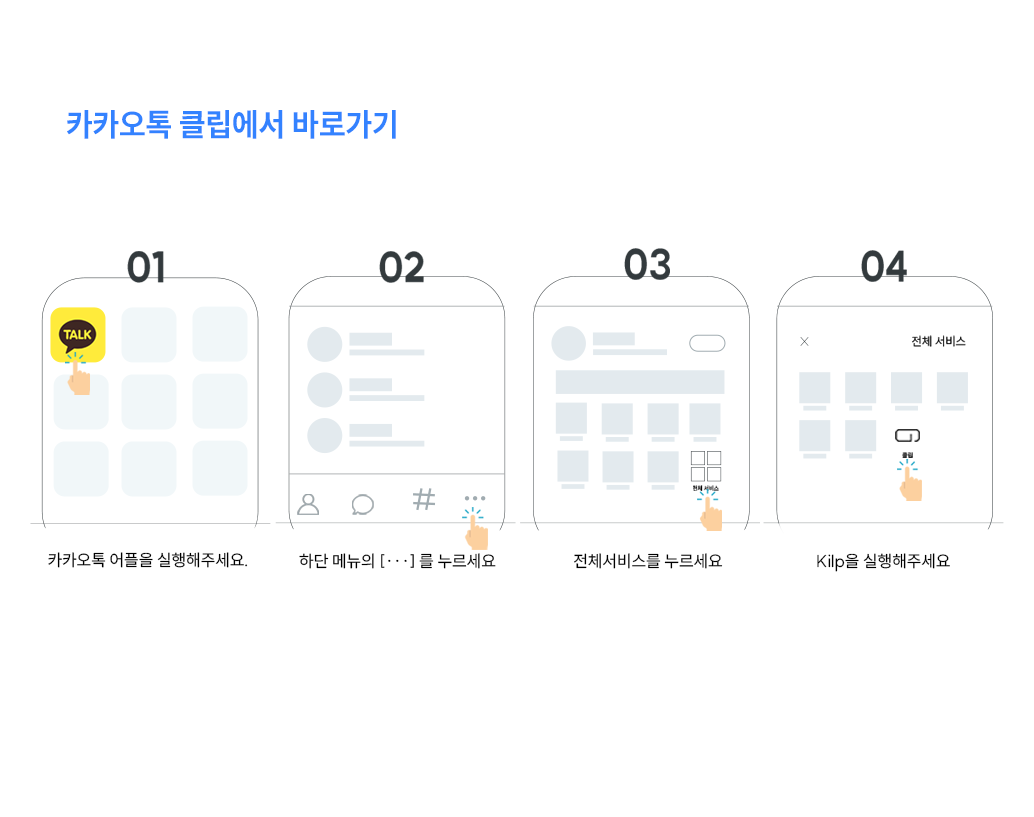 카카오톡 클립에서 바로가기
01
02
03
04
TALK
전체 서비스
클립
전체 서비스
카카오톡 어플을 실행해주세요.
하단 메뉴의 [···] 를 누르세요
전체서비스를 누르세요
Kilp을 실행해주세요